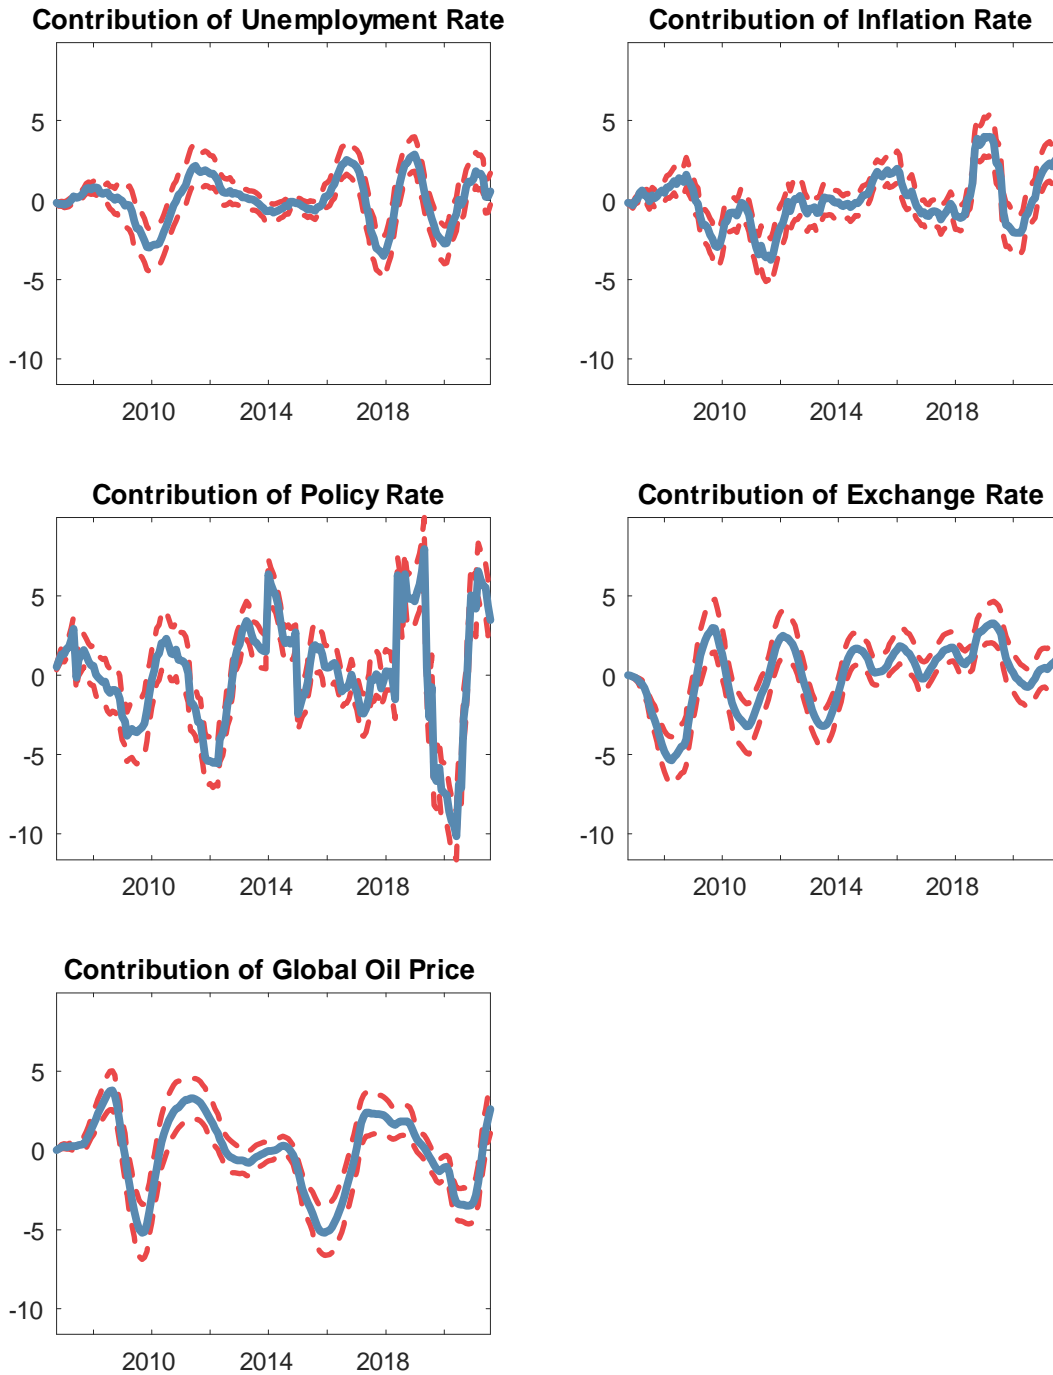 Contribution of Unemployment Rate
5
0
-5
-10
2010 2014 2018
Contribution of Inflation Rate
5
0
-5
-10
2010 2014 2018
Contribution of Policy Rate
5
0
-5
-10
2010 2014 2018
Contribution of Exchange Rate
5
0
-5
-10
2010 2014 2018
Contribution of Global Oil Price
5
0
-5
-10
2010 2014 2018